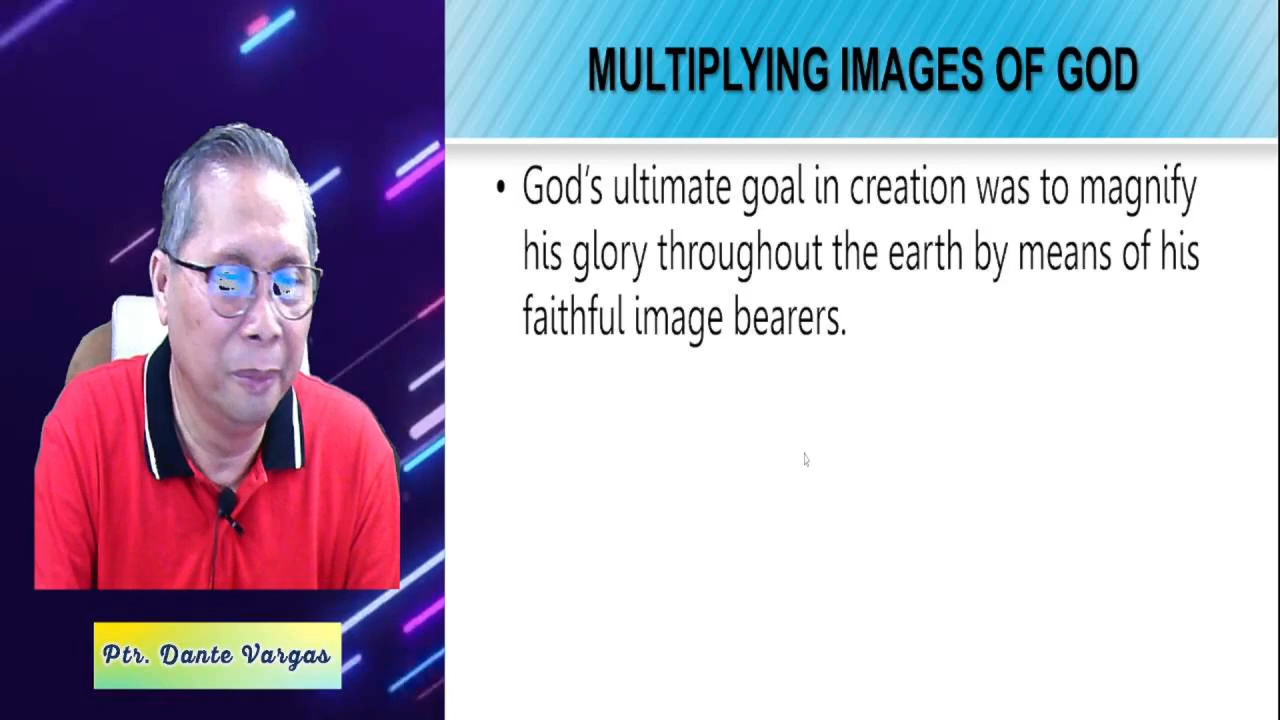 MULTIPLYING IMAGES OF GOD
• God's ultimate goal in creation was to magnify
his glory throughout the earth by means of his
faithful image bearers.
Ptr. Dante Vargas